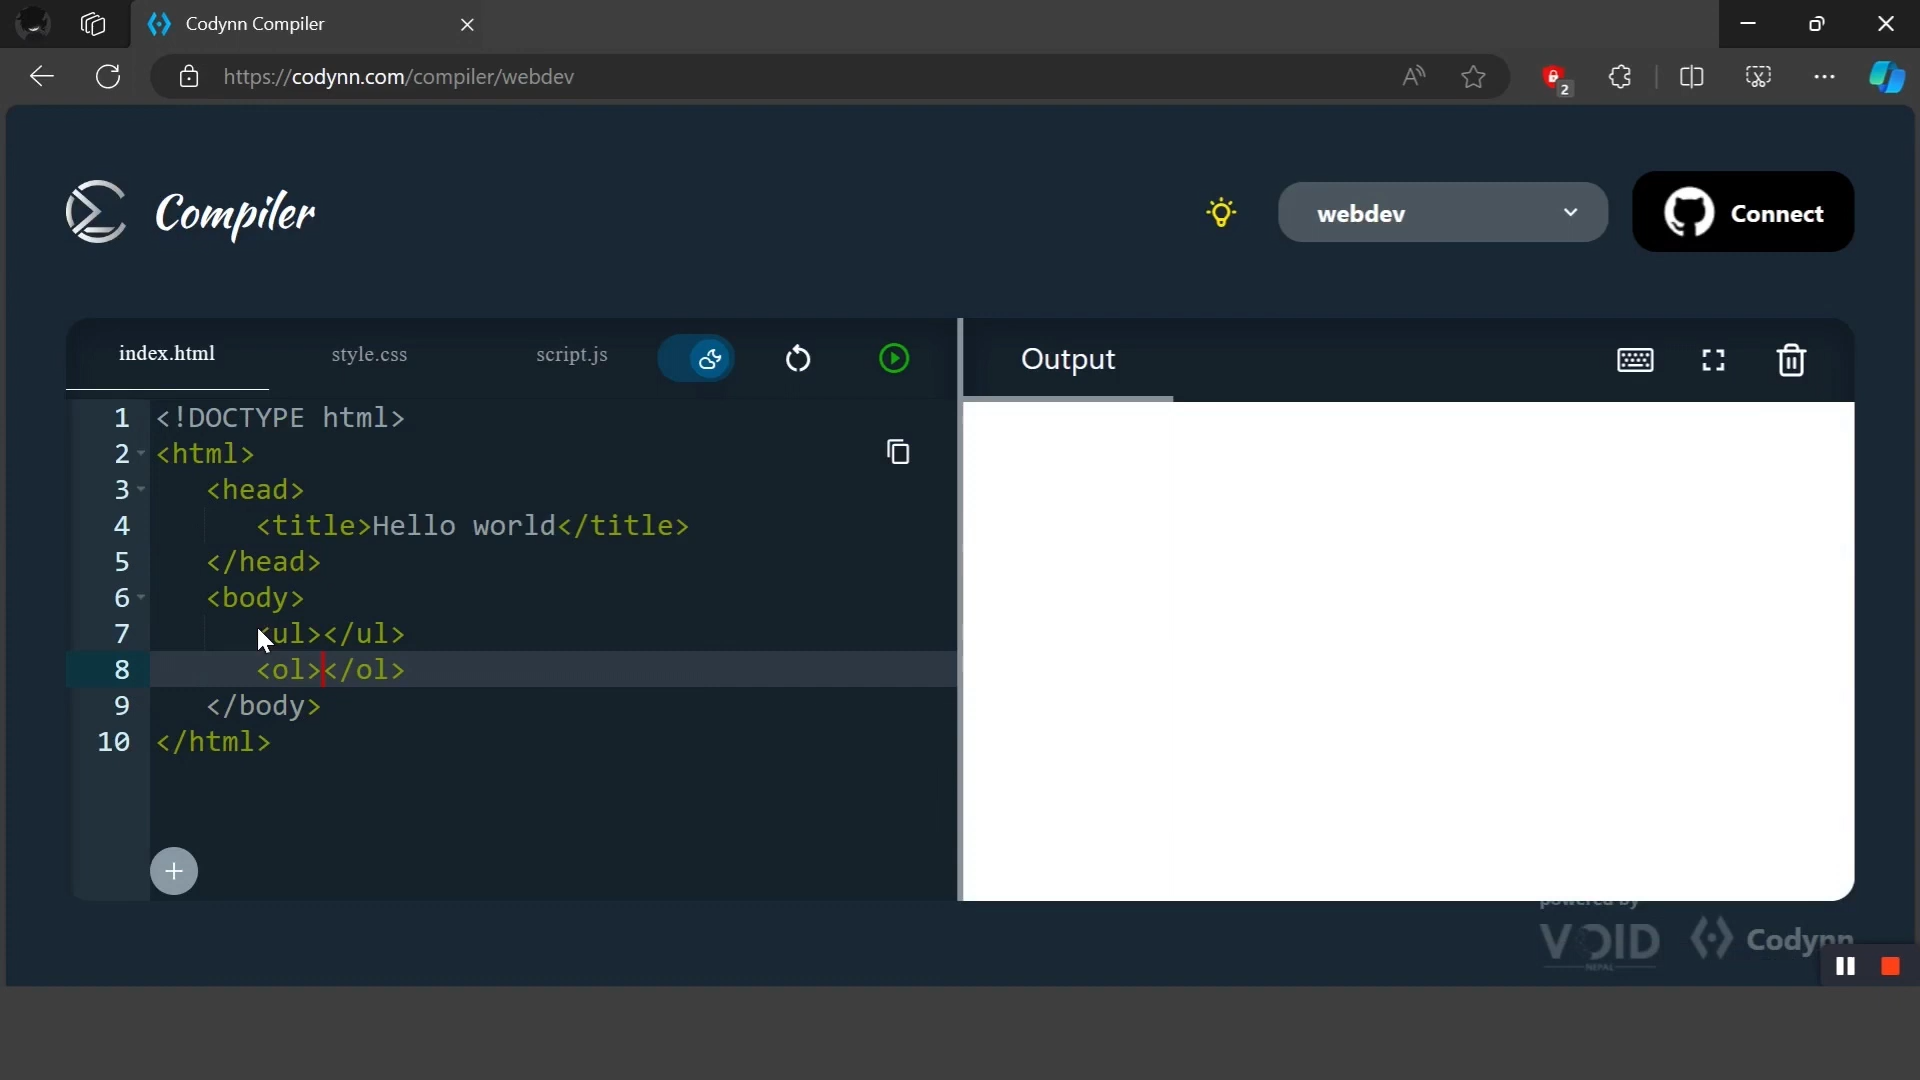 Codynn Compiler
https://codynn.com/compiler/webdev
2
Compiler
webdev
Connect
index.html
style.css
script.js
Output
1 <!DOCTYPE html>
2 <html>
3 <head>
4 <title>Hello world</title>
5 </head>
6 <body>
7 <ul></ul>
8 <ol></ol>
9 </body>
10 </html>
powered by
VOID
NEPAL
Codynn